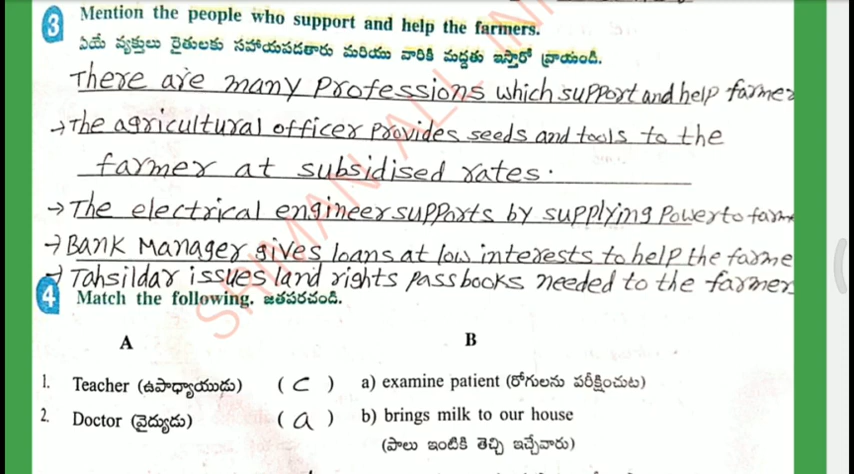 3 Mention the people who support and help the farmers.
ఏయే వ్యక్తులు రైతులకు సహాయపడతారు మరియు వారికి మద్దతు ఇస్తారో వ్రాయండి.
There are many Professions which support and help farmer
→The agricultural officer provides seeds and tools to the
farmer at subsidised rates.
→The electrical engineer supports by supplying Power to farm
→Bank Manager gives loans at low interests to help the farme
→Tahsildar issues land rights pass books needed to the farmer
4 Match the following. జతపరచండి.
A B
1. Teacher (ఉపాధ్యాయుడు) (c) a) examine patient (రోగులను పరీక్షించుట)
2. Doctor (వైద్యుడు) (a) b) brings milk to our house
(పాలు ఇంటికి తెచ్చి ఇచ్చేవారు)